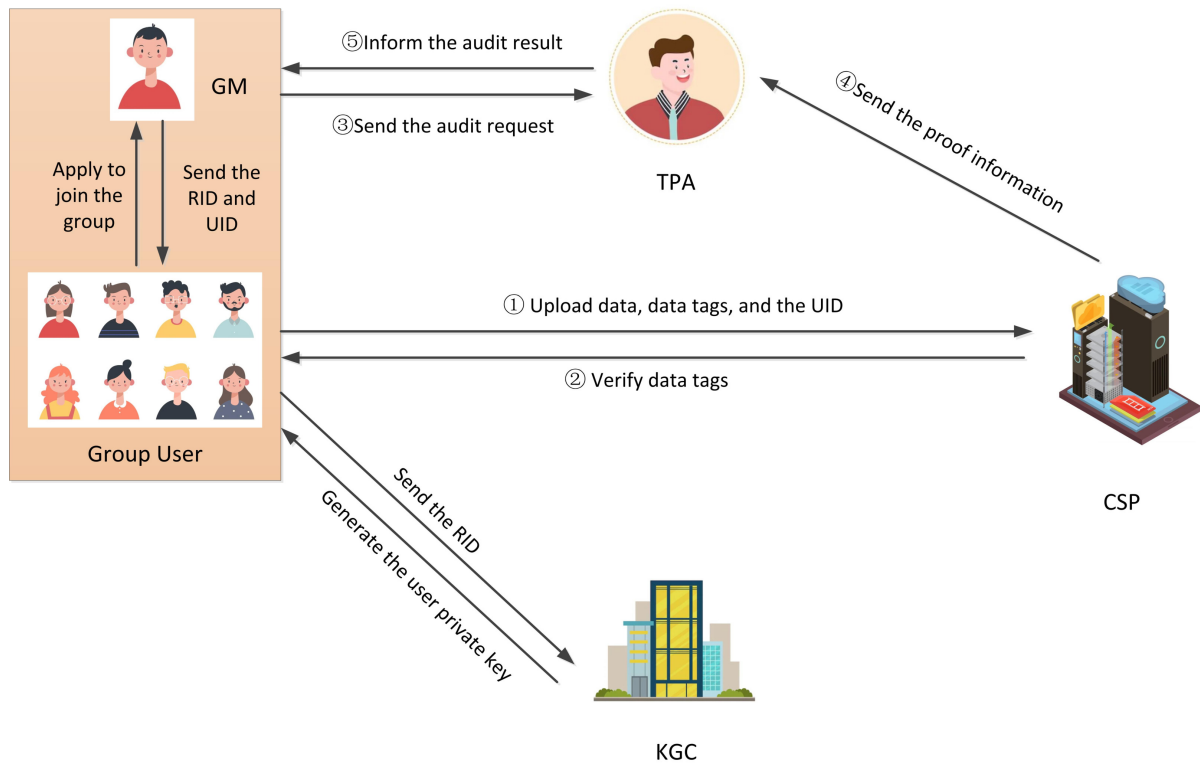 ⑤Inform the audit result
GM
③Send the audit request
④Send the proof information
TPA
Apply to
join the
group
Send the
RID and
UID
① Upload data, data tags, and the UID
② Verify data tags
Group User
CSP
Send the RID
Generate the user private key
KGC